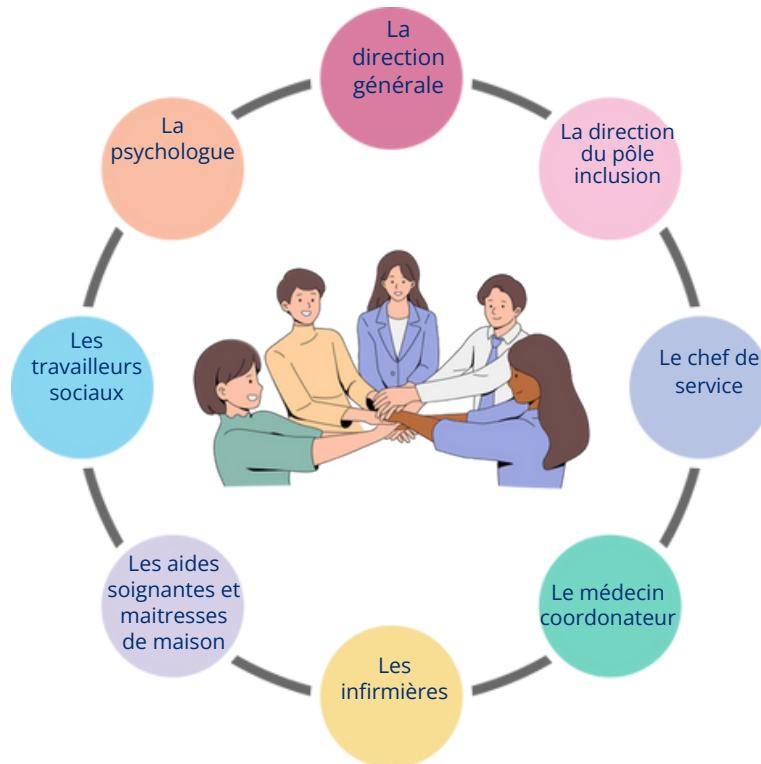 La
direction
générale
La direction
du pôle
inclusion
Le chef de
service
Le médecin
coordonateur
Les
infirmières
Les aides
soignantes et
maitresses
de maison
Les
travailleurs
sociaux
La
psychologue